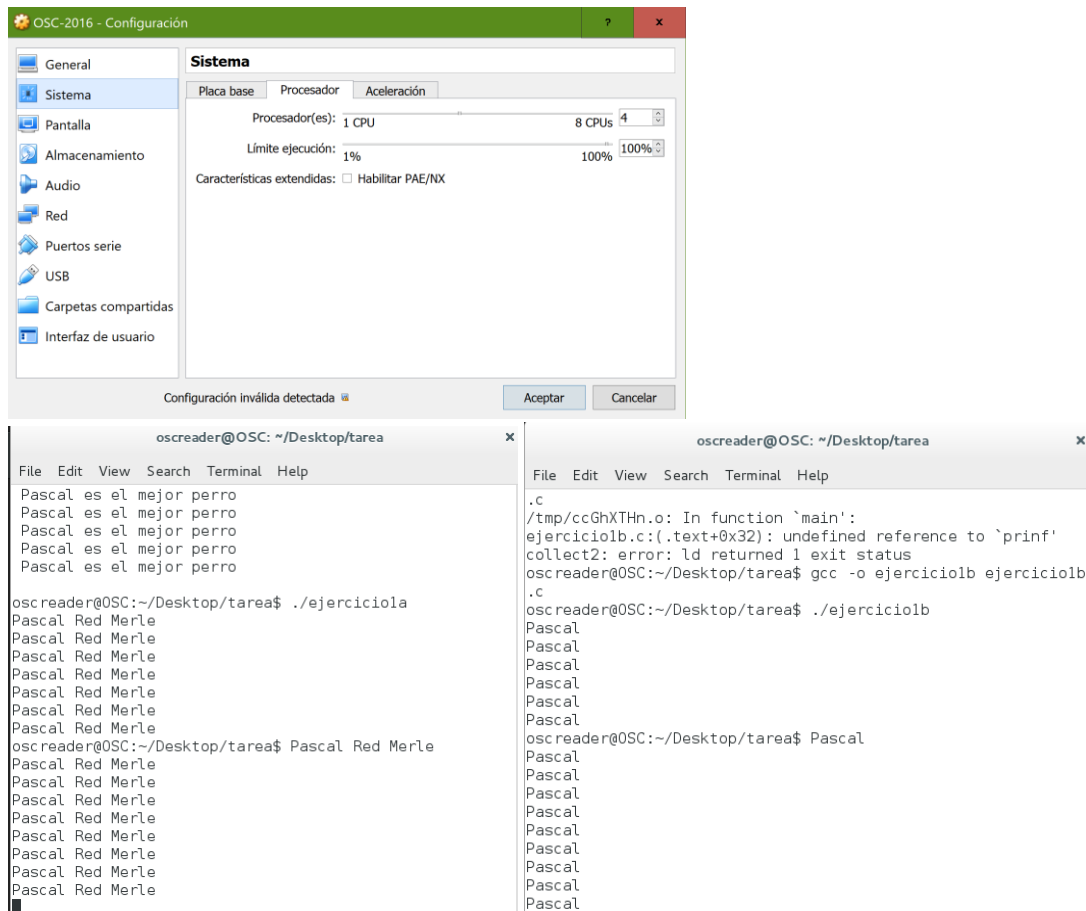 OSC-2016 - Configuración
? x
General
Sistema
Pantalla
Almacenamiento
Audio
Red
Puertos serie
USB
Carpetas compartidas
Interfaz de usuario
Sistema
Placa base Procesador Aceleración
Procesador(es): 1 CPU 8 CPUs 4
Límite ejecución: 1% 100% 100%
Características extendidas: Habilitar PAE/NX
Configuración inválida detectada
Aceptar Cancelar
oscreader@OSC: ~/Desktop/tarea x
File Edit View Search Terminal Help
Pascal es el mejor perro
Pascal es el mejor perro
Pascal es el mejor perro
Pascal es el mejor perro
Pascal es el mejor perro
oscreader@OSC:~/Desktop/tarea$ ./ejercicio1a
Pascal Red Merle
Pascal Red Merle
Pascal Red Merle
Pascal Red Merle
Pascal Red Merle
Pascal Red Merle
Pascal Red Merle
oscreader@OSC:~/Desktop/tarea$ Pascal Red Merle
Pascal Red Merle
Pascal Red Merle
Pascal Red Merle
Pascal Red Merle
Pascal Red Merle
Pascal Red Merle
Pascal Red Merle
Pascal Red Merle
oscreader@OSC: ~/Desktop/tarea x
File Edit View Search Terminal Help
.c
/tmp/ccGhXTHn.o: In function `main':
ejercicio1b.c:(.text+0x32): undefined reference to `prinf'
collect2: error: ld returned 1 exit status
oscreader@OSC:~/Desktop/tarea$ gcc -o ejercicio1b ejercicio1b
.c
oscreader@OSC:~/Desktop/tarea$ ./ejercicio1b
Pascal
Pascal
Pascal
Pascal
Pascal
Pascal
oscreader@OSC:~/Desktop/tarea$ Pascal
Pascal
Pascal
Pascal
Pascal
Pascal
Pascal
Pascal
Pascal
Pascal